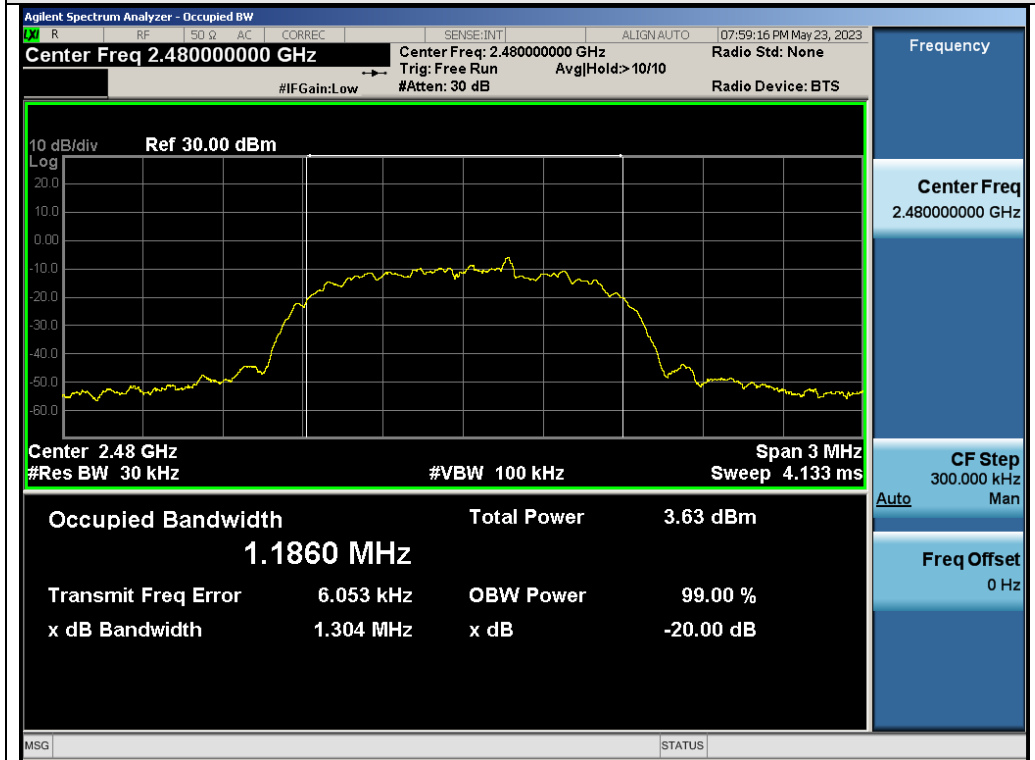 Agilent Spectrum Analyzer - Occupied BW
LXI R RF 50 Ω AC CORREC SENSE:INT ALIGN AUTO 07:59:16 PM May 23, 2023
Center Freq 2.480000000 GHz
Center Freq: 2.480000000 GHz
Radio Std: None
Trig: Free Run Avg|Hold:> 10/10
#IFGain:Low #Atten: 30 dB Radio Device: BTS
Frequency
10 dB/div Ref 30.00 dBm
Log
20.0
10.0
0.00
-10.0
-20.0
-30.0
-40.0
-50.0
-60.0
Center 2.48 GHz Span 3 MHz
#Res BW 30 kHz #VBW 100 kHz Sweep 4.133 ms
Center Freq
2.480000000 GHz
CF Step
300.000 kHz
Auto Man
Freq Offset
0 Hz
Occupied Bandwidth Total Power 3.63 dBm
1.1860 MHz
Transmit Freq Error 6.053 kHz OBW Power 99.00 %
x dB Bandwidth 1.304 MHz x dB -20.00 dB
MSG STATUS